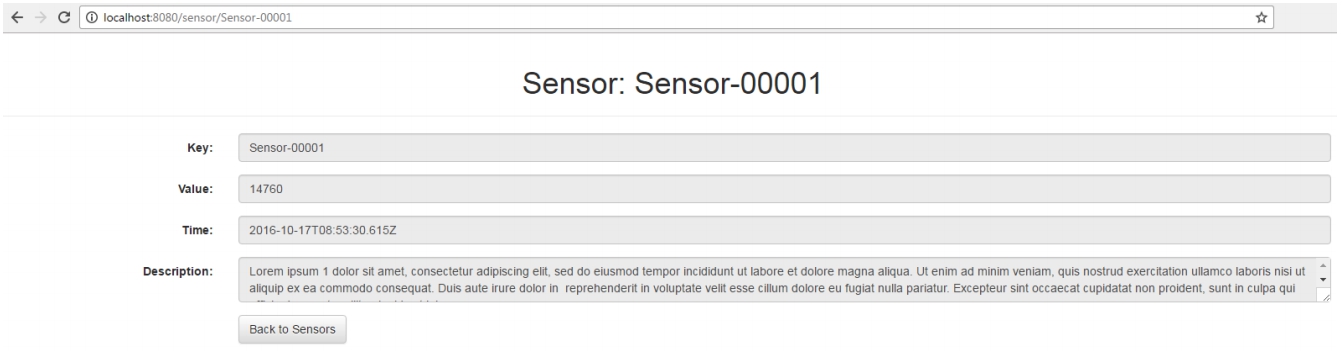 localhost:8080/sensor/Sensor-00001
Sensor: Sensor-00001
Key: Sensor-00001
Value: 14760
Time: 2016-10-17T08:53:30.615Z
Description: Lorem ipsum 1 dolor sit amet, consectetur adipiscing elit, sed do eiusmod tempor incididunt ut labore et dolore magna aliqua. Ut enim ad minim veniam, quis nostrud exercitation ullamco laboris nisi ut
aliquip ex ea commodo consequat. Duis aute irure dolor in  reprehenderit in voluptate velit esse cillum dolore eu fugiat nulla pariatur. Excepteur sint occaecat cupidatat non proident, sunt in culpa qui
Back to Sensors